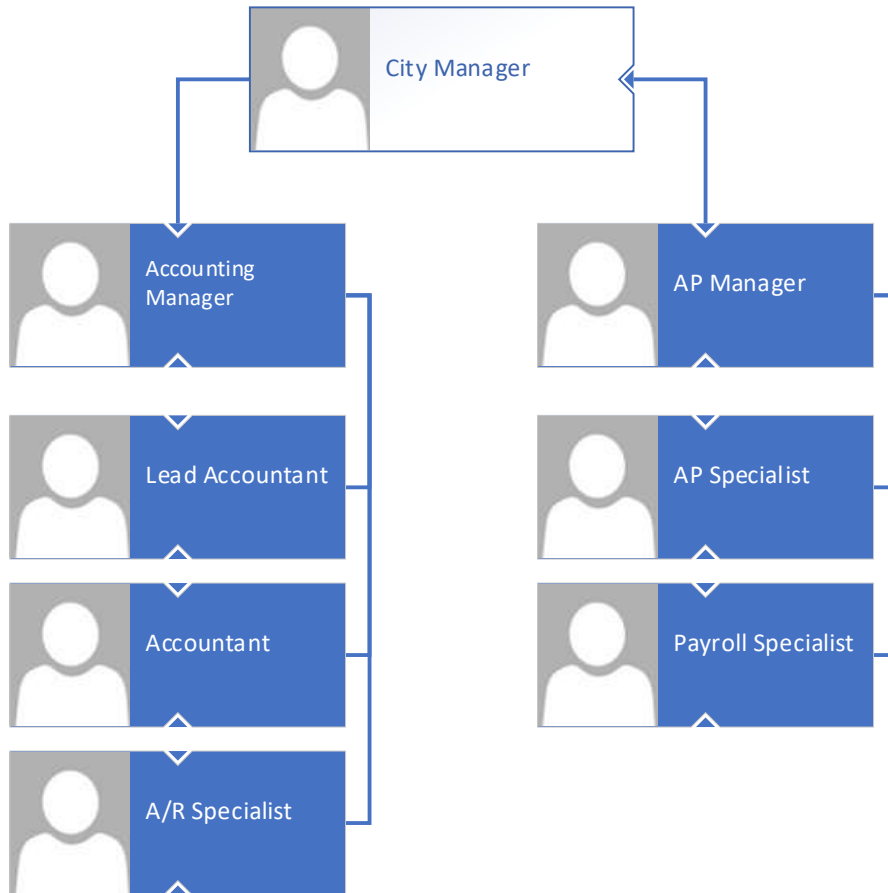 City Manager
Accounting
Manager
AP Manager
Lead Accountant
AP Specialist
Accountant
Payroll Specialist
A/R Specialist